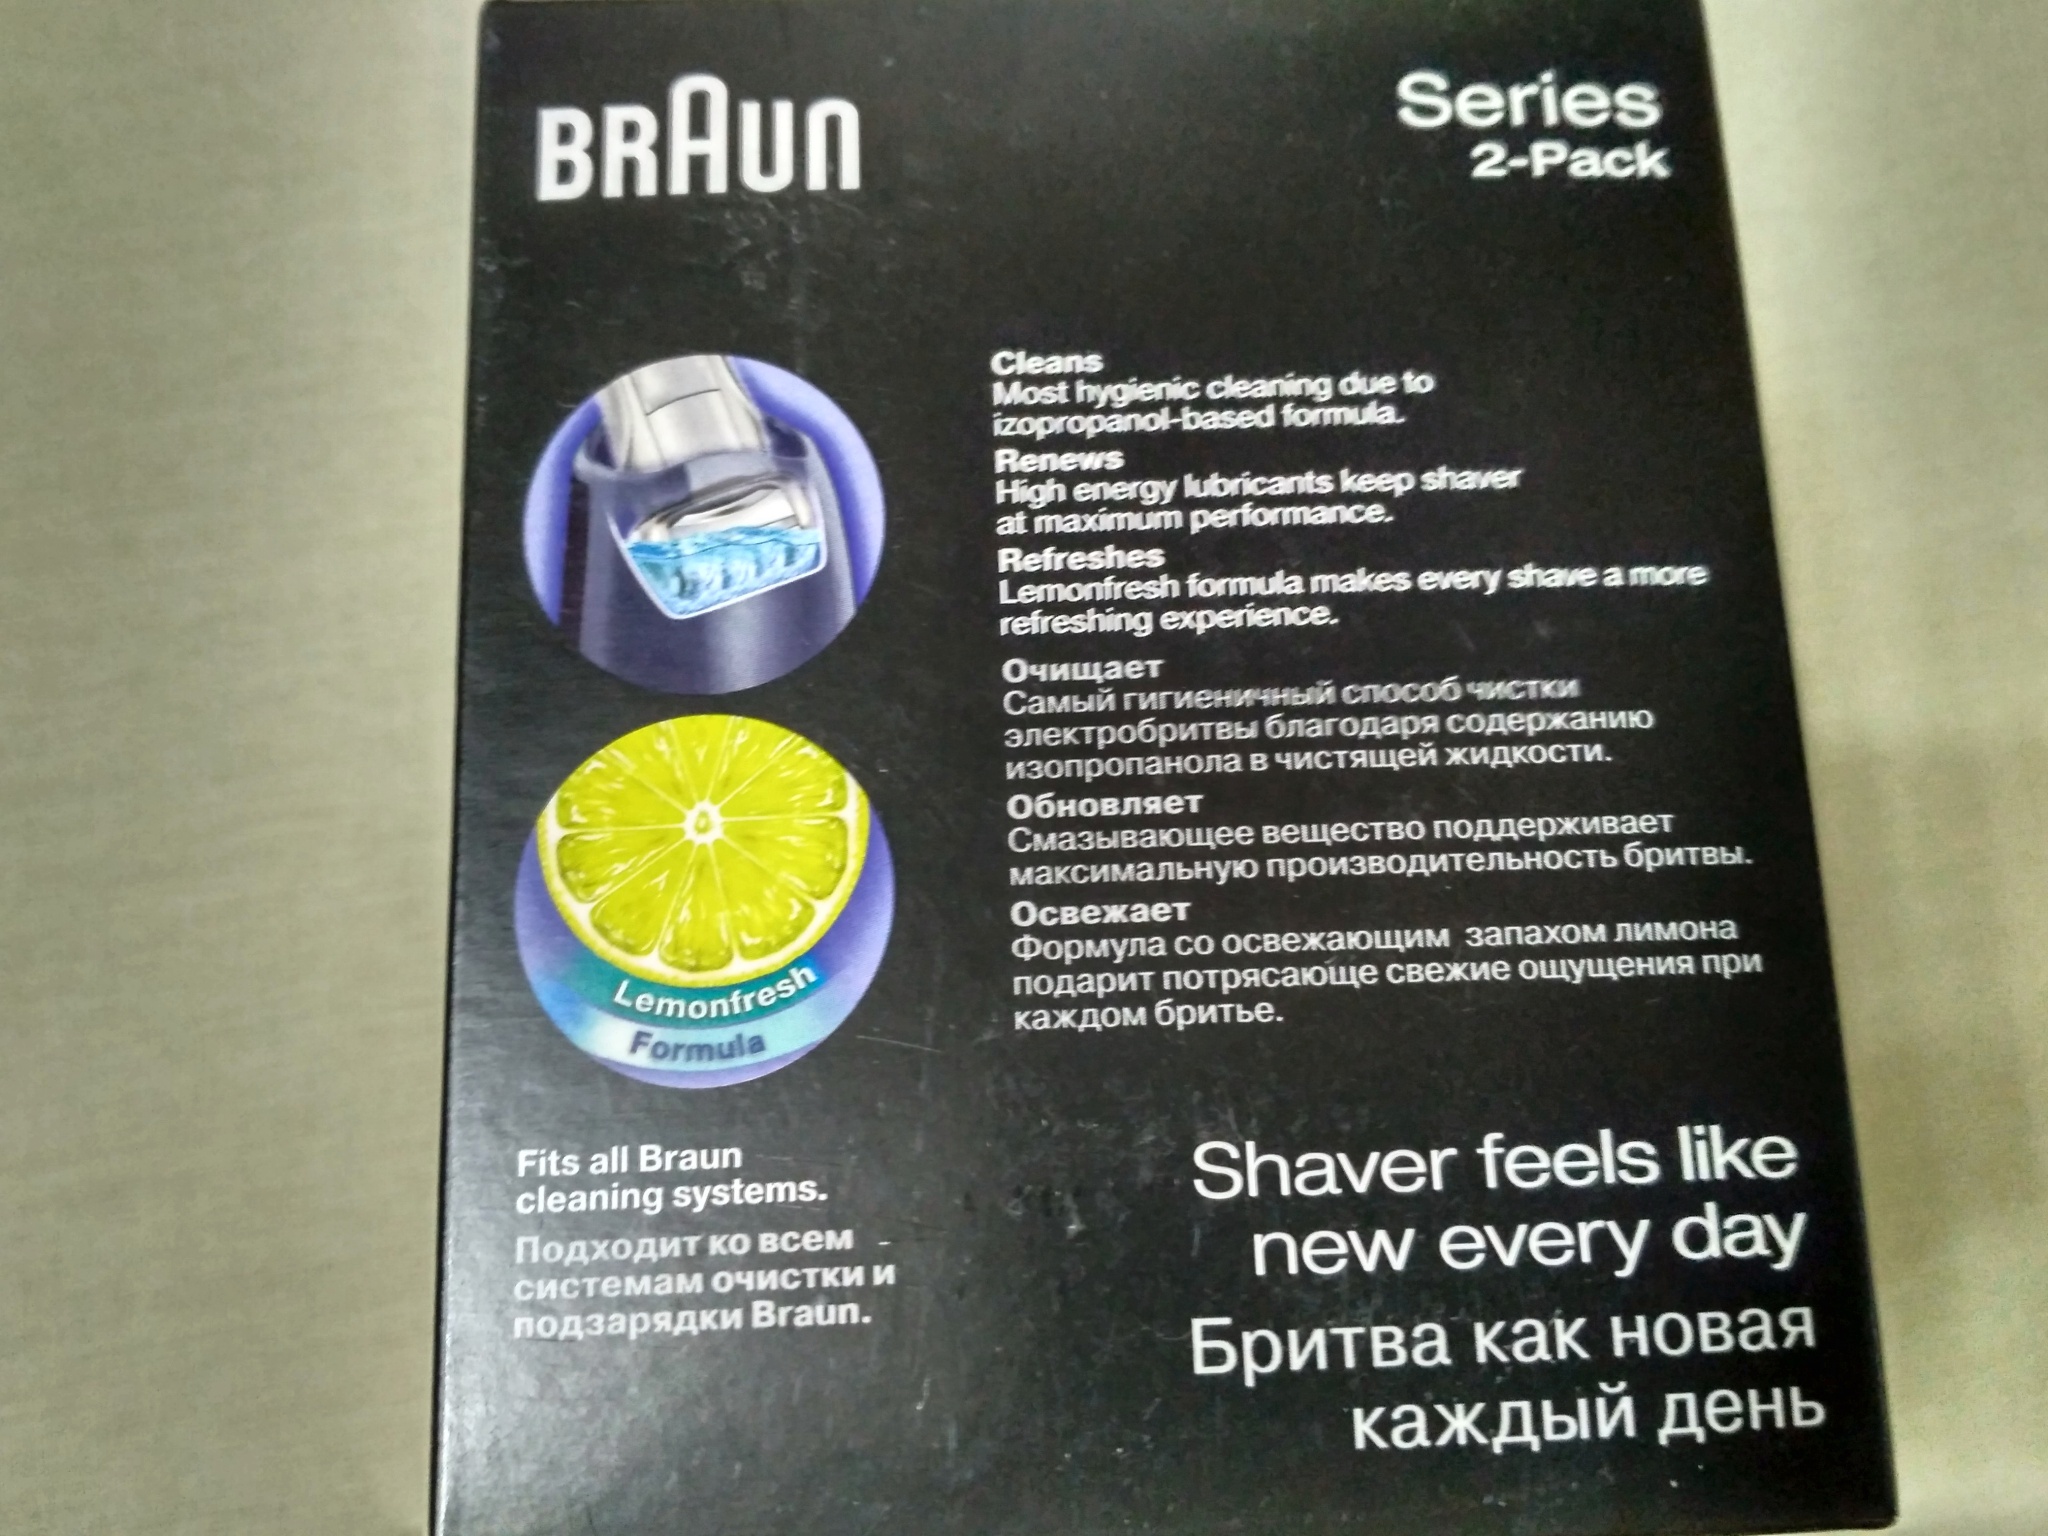 BRAUN
Series
2-Pack
Cleans
Most hygienic cleaning due to
izopropanol-based formula.
Renews
High energy lubricants keep shaver
at maximum performance.
Refreshes
Lemonfresh formula makes every shave a more
refreshing experience.
Очищает
Самый гигиеничный способ чистки
электробритвы благодаря содержанию
изопропанола в чистящей жидкости.
Обновляет
Смазывающее вещество поддерживает
максимальную производительность бритвы.
Освежает
Формула со освежающим запахом лимона
подарит потрясающе свежие ощущения при
каждом бритье.
Lemonfresh
Formula
Fits all Braun
cleaning systems.
Подходит ко всем
системам очистки и
подзарядки Braun.
Shaver feels like
new every day
Бритва как новая
каждый день